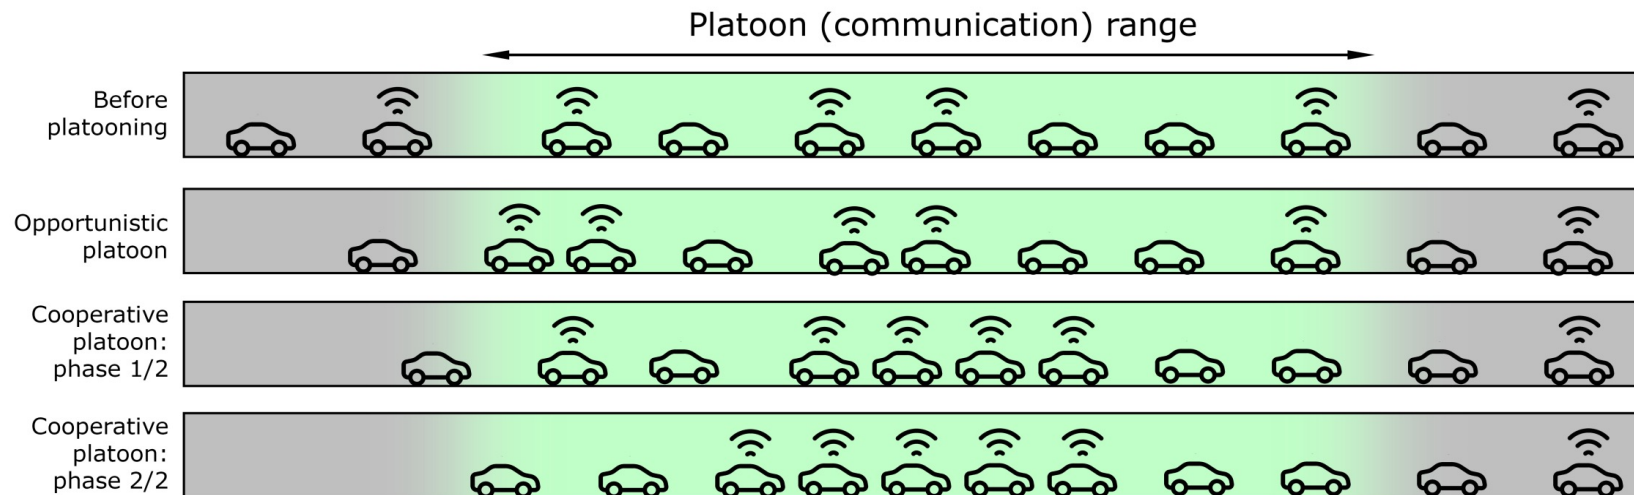 Platoon (communication) range
Before
platooning
Opportunistic
platoon
Cooperative
platoon:
phase 1/2
Cooperative
platoon:
phase 2/2